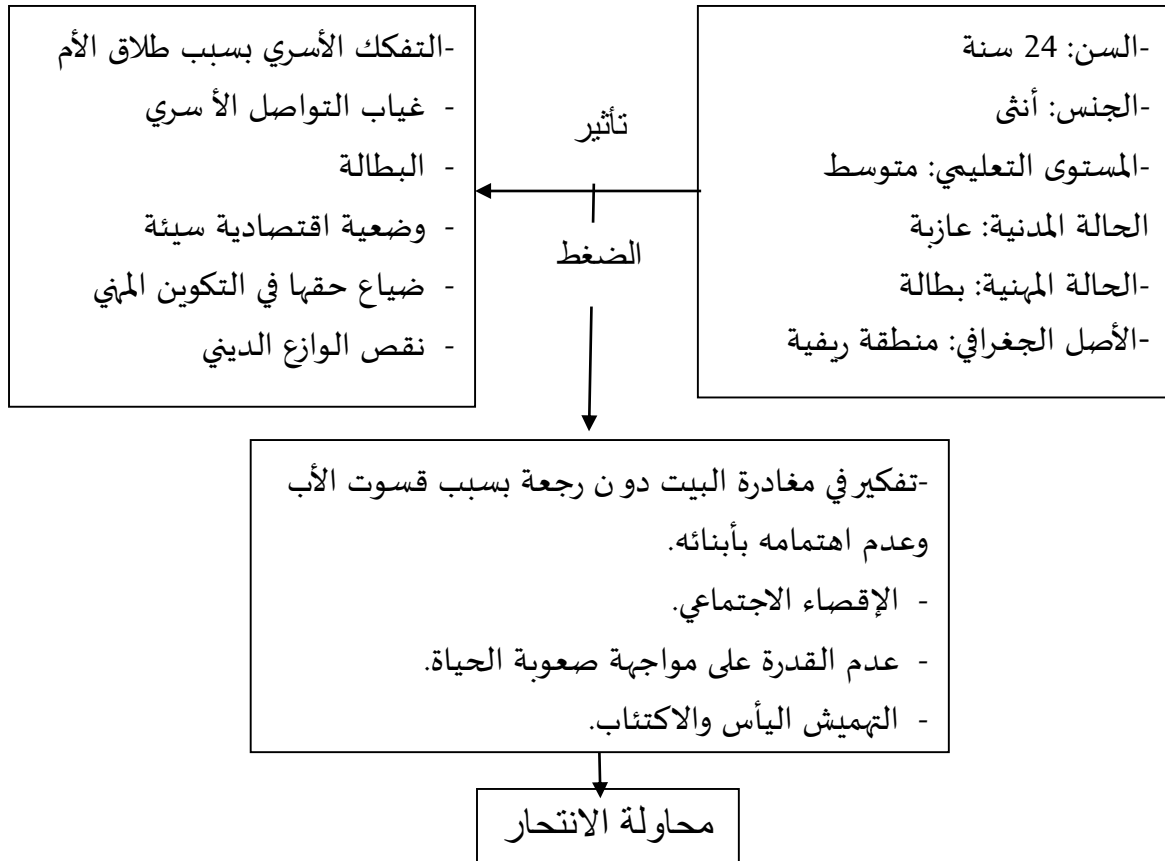 -السن: 24 سنة
-الجنس: أنثى
-المستوى التعليمي: متوسط
الحالة المدنية: عازبة
-الحالة المهنية: بطالة
-الأصل الجغرافي: منطقة ريفية
تأثير
الضغط
-التفكك الأسري بسبب طلاق الأم
- غياب التواصل الأ سري
- البطالة
- وضعية اقتصادية سيئة
- ضياع حقها في التكوين المهني
- نقص الوازع الديني
-تفكير في مغادرة البيت دو ن رجعة بسبب قسوت الأب
وعدم اهتمامه بأبنائه.
- الإقصاء الاجتماعي.
- عدم القدرة على مواجهة صعوبة الحياة.
- التهميش اليأس والاكتئاب.
محاولة الانتحار